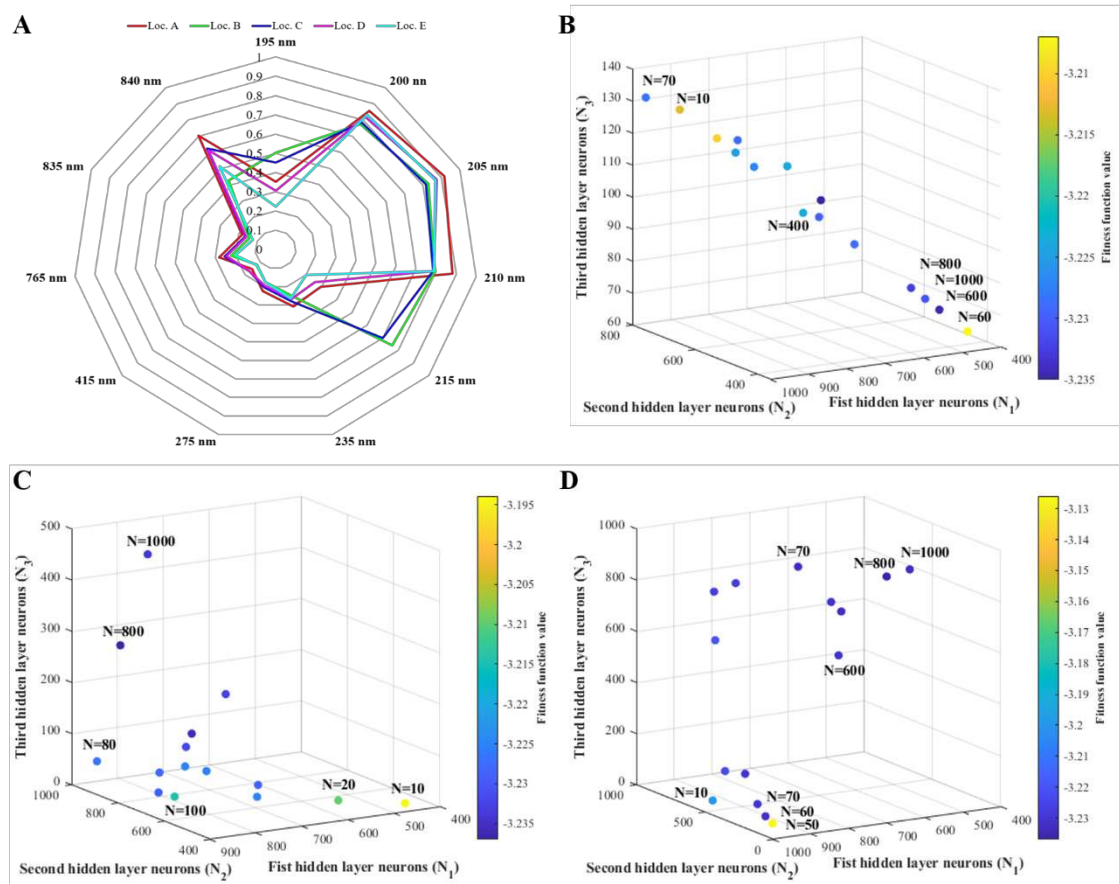 A
Loc. A Loc. B Loc. C Loc. D Loc. E
195 nm
200 nn
205 nm
210 nm
215 nm
235 nm
275 nm
415 nm
765 nm
835 nm
840 nm
1
0.9
0.8
0.7
0.6
0.5
0.4
0.3
0.2
0.1
0
B
Third hidden layer neurons (N3)
140
130
120
110
100
90
80
70
60
N=70
N=10
N=400
N=800
N=1000
N=600
N=60
800
600
400
1000
900
800
700
600
500
400
Second hidden layer neurons (N2)
Fist hidden layer neurons (N1)
-3.21
-3.215
-3.22
-3.225
-3.23
-3.235
Fitness function value
C
Third hidden layer neurons (N3)
500
400
300
200
100
0
N=1000
N=800
N=80
N=100
N=20
N=10
1000
800
600
400
900
800
700
600
500
400
Second hidden layer neurons (N2)
Fist hidden layer neurons (N1)
-3.195
-3.2
-3.205
-3.21
-3.215
-3.22
-3.225
-3.23
-3.235
Fitness function value
D
Third hidden layer neurons (N3)
1000
800
600
400
200
0
N=70
N=800
N=1000
N=600
N=10
N=70
N=60
N=50
1000
500
0
1000
900
800
700
600
500
400
Second hidden layer neurons (N2)
Fist hidden layer neurons (N1)
-3.13
-3.14
-3.15
-3.16
-3.17
-3.18
-3.19
-3.2
-3.21
-3.22
-3.23
Fitness function value